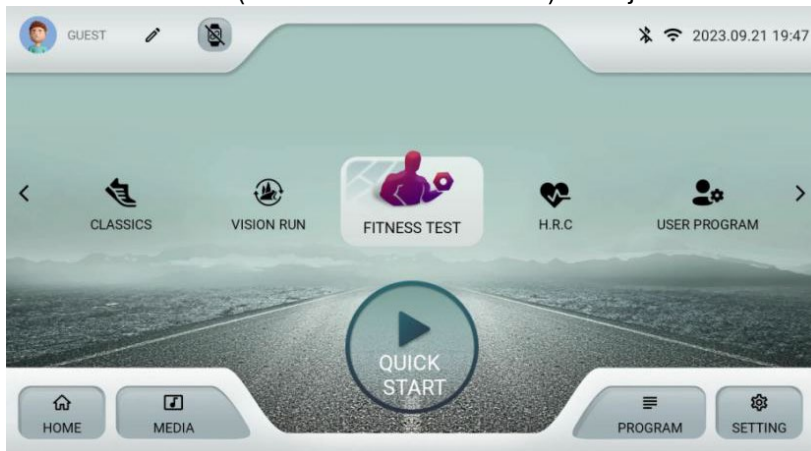 GUEST
2023.09.21 19:47
CLASSICS
VISION RUN
FITNESS TEST
H.R.C
USER PROGRAM
QUICK
START
HOME
MEDIA
PROGRAM
SETTING